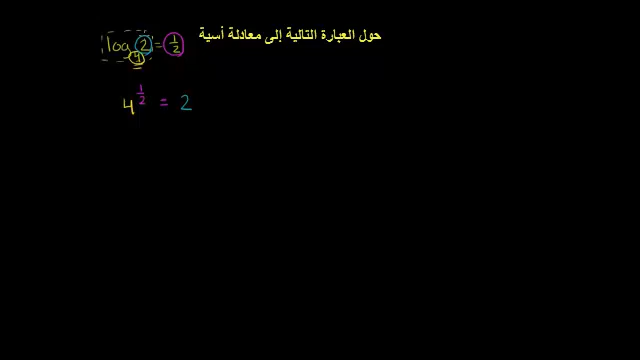 log₄ 2 = 1/2 حول العبارة التالية إلى معادلة أسية
4^{1/2} = 2